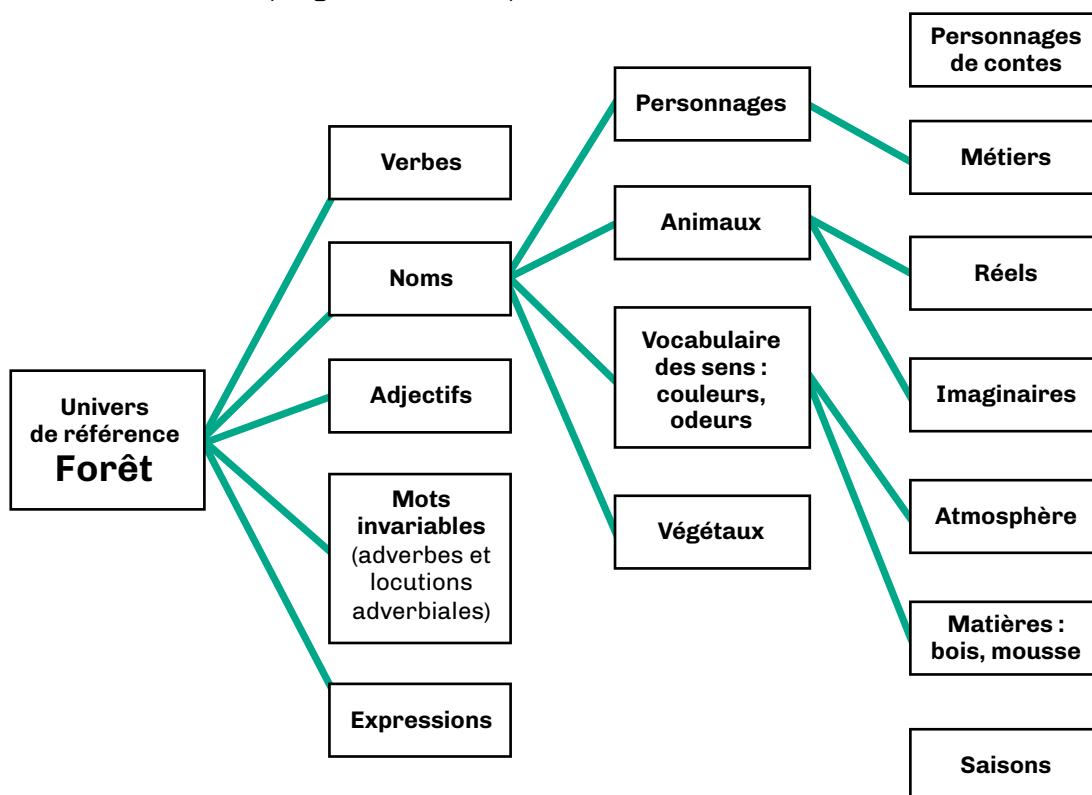 Univers
de référence
Forêt
Verbes
Noms
Adjectifs
Mots
invariables
(adverbes et
locutions
adverbiales)
Expressions
Personnages
Animaux
Vocabulaire
des sens :
couleurs,
odeurs
Végétaux
Personnages
de contes
Métiers
Réels
Imaginaires
Atmosphère
Matières :
bois, mousse
Saisons